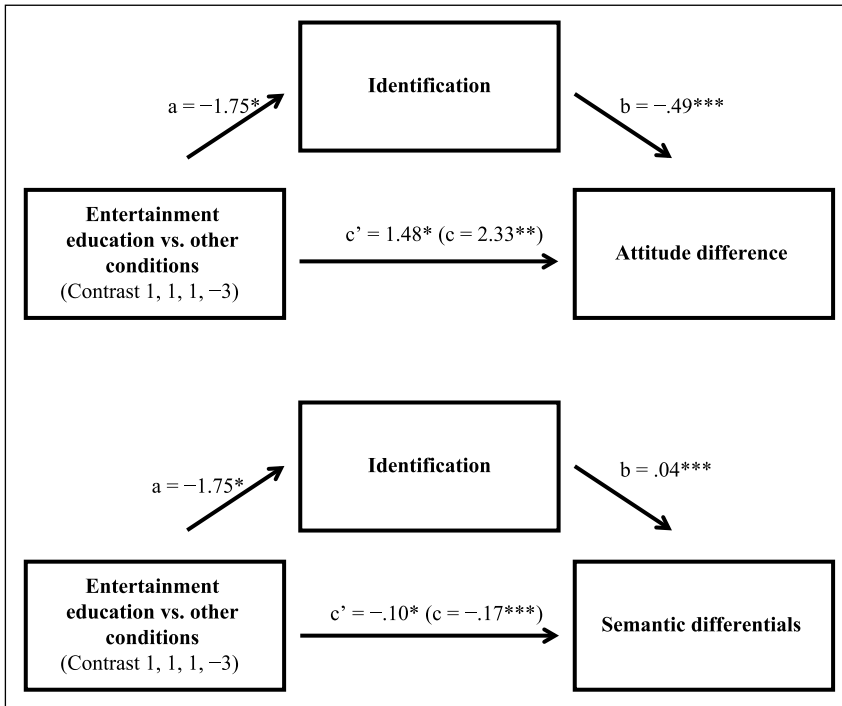 Identification
a = −1.75*
b = −.49***
Entertainment
education vs. other
conditions
(Contrast 1, 1, 1, −3)
c’ = 1.48* (c = 2.33**)
Attitude difference
Identification
a = −1.75*
b = .04***
Entertainment
education vs. other
conditions
(Contrast 1, 1, 1, −3)
c’ = −.10* (c = −.17***)
Semantic differentials